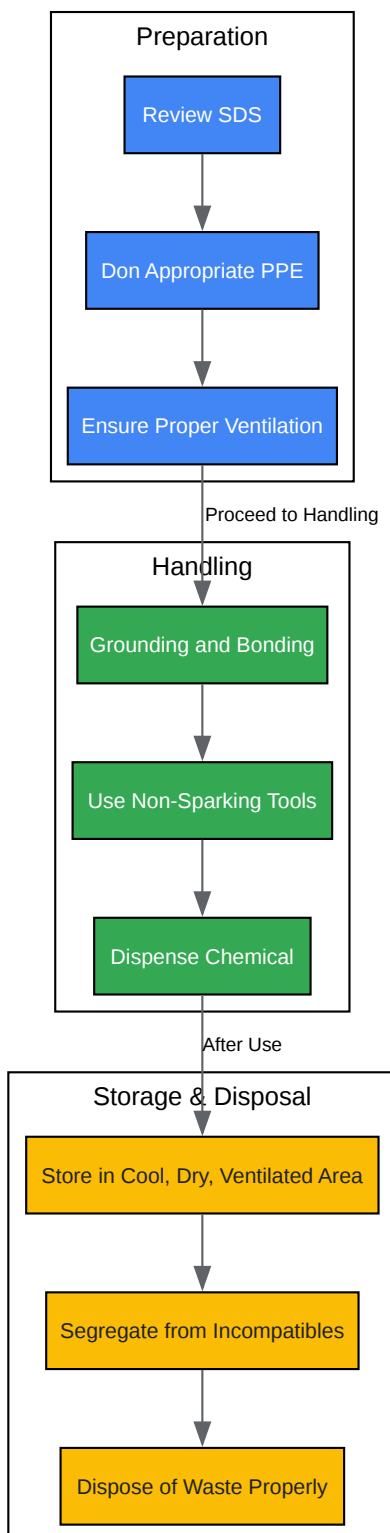 Preparation
Review SDS
Don Appropriate PPE
Ensure Proper Ventilation
Proceed to Handling
Handling
Grounding and Bonding
Use Non-Sparking Tools
Dispense Chemical
After Use
Storage & Disposal
Store in Cool, Dry, Ventilated Area
Segregate from Incompatibles
Dispose of Waste Properly